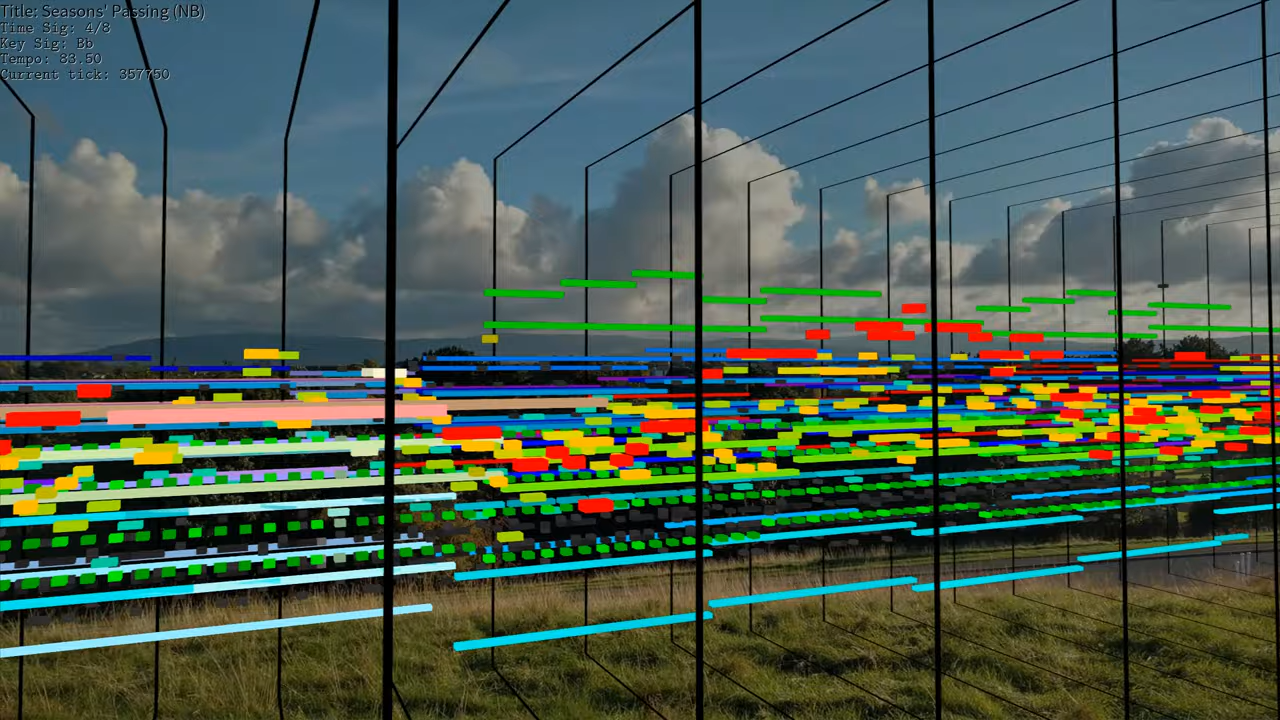 Title: Seasons' Passing (NB)
Time Sig: 4/8
Key Sig: Bb
Tempo: 83.50
Current tick: 357750